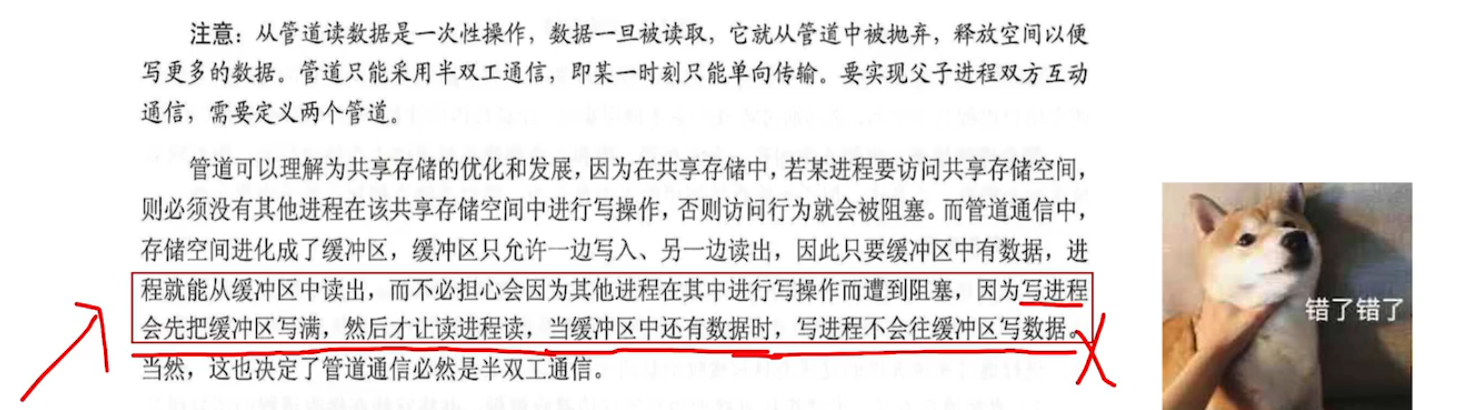 注意：从管道读数据是一次性操作，数据一旦被读取，它就从管道中被抛弃，释放空间以便
写更多的数据。管道只能采用半双工通信，即某一时刻只能单向传输。要实现父子进程双方互动
通信，需要定义两个管道。
管道可以理解为共享存储的优化和发展，因为在共享存储中，若某进程要访问共享存储空间，
则必须没有其他进程在该共享存储空间中进行写操作，否则访问行为就会被阻塞。而管道通信中，
存储空间进化成了缓冲区，缓冲区只允许一边写入、另一边读出，因此只要缓冲区中有数据，进
程就能从缓冲区中读出，而不必担心会因为其他进程在其中进行写操作而遭到阻塞，因为写进程
会先把缓冲区写满，然后才让读进程读，当缓冲区中还有数据时，写进程不会往缓冲区写数据。
当然，这也决定了管道通信必然是半双工通信。
错了错了